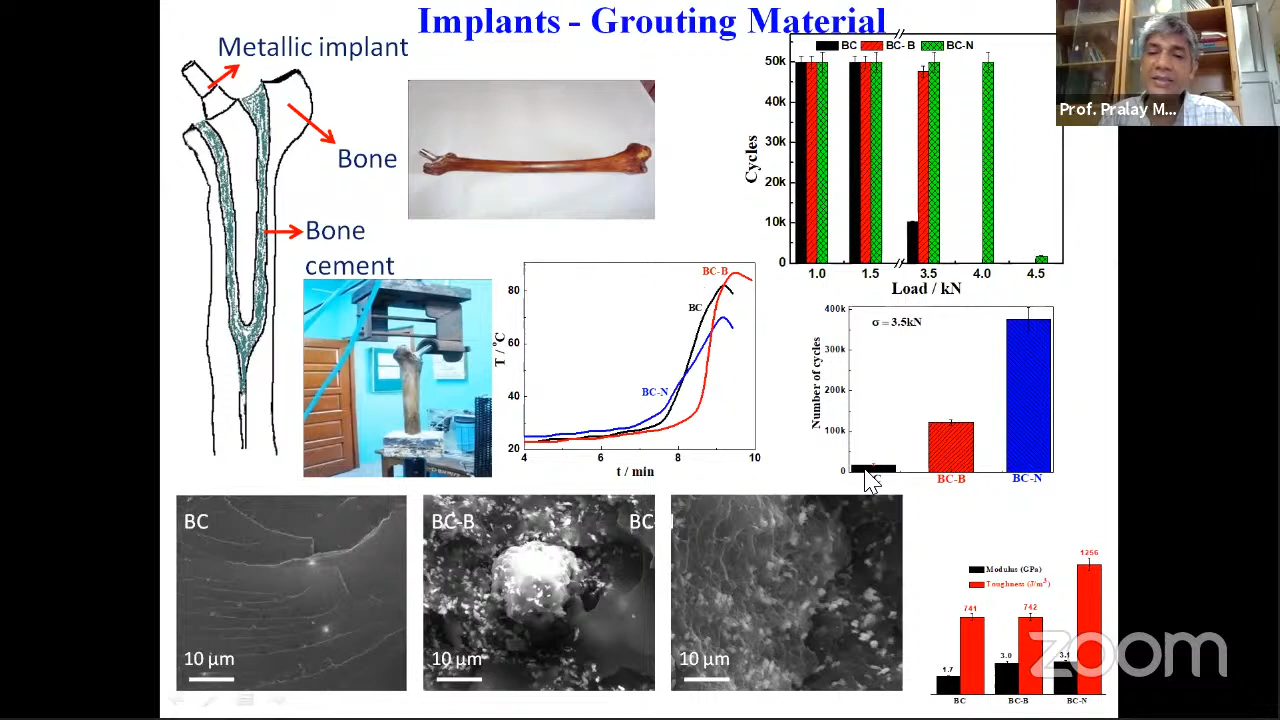 Implants - Grouting Material
Metallic implant
Bone
Bone
cement
BC BC-B BC-N
50k
40k
30k
20k
10k
0
Cycles
1.0 1.5 3.5 4.0 4.5
Load / kN
Prof. Pralay M...
80
60
40
20
T / °C
BC-B
BC
BC-N
4 6 8 10
t / min
400k
300k
200k
100k
0
Number of cycles
σ = 3.5kN
BC-B
BC-N
BC
10 μm
BC-B
10 μm
10 μm
Modulus (GPa)
Toughness (J/m³)
741
742
1256
1.7
3.0
3.1
BC BC-B BC-N
zoom